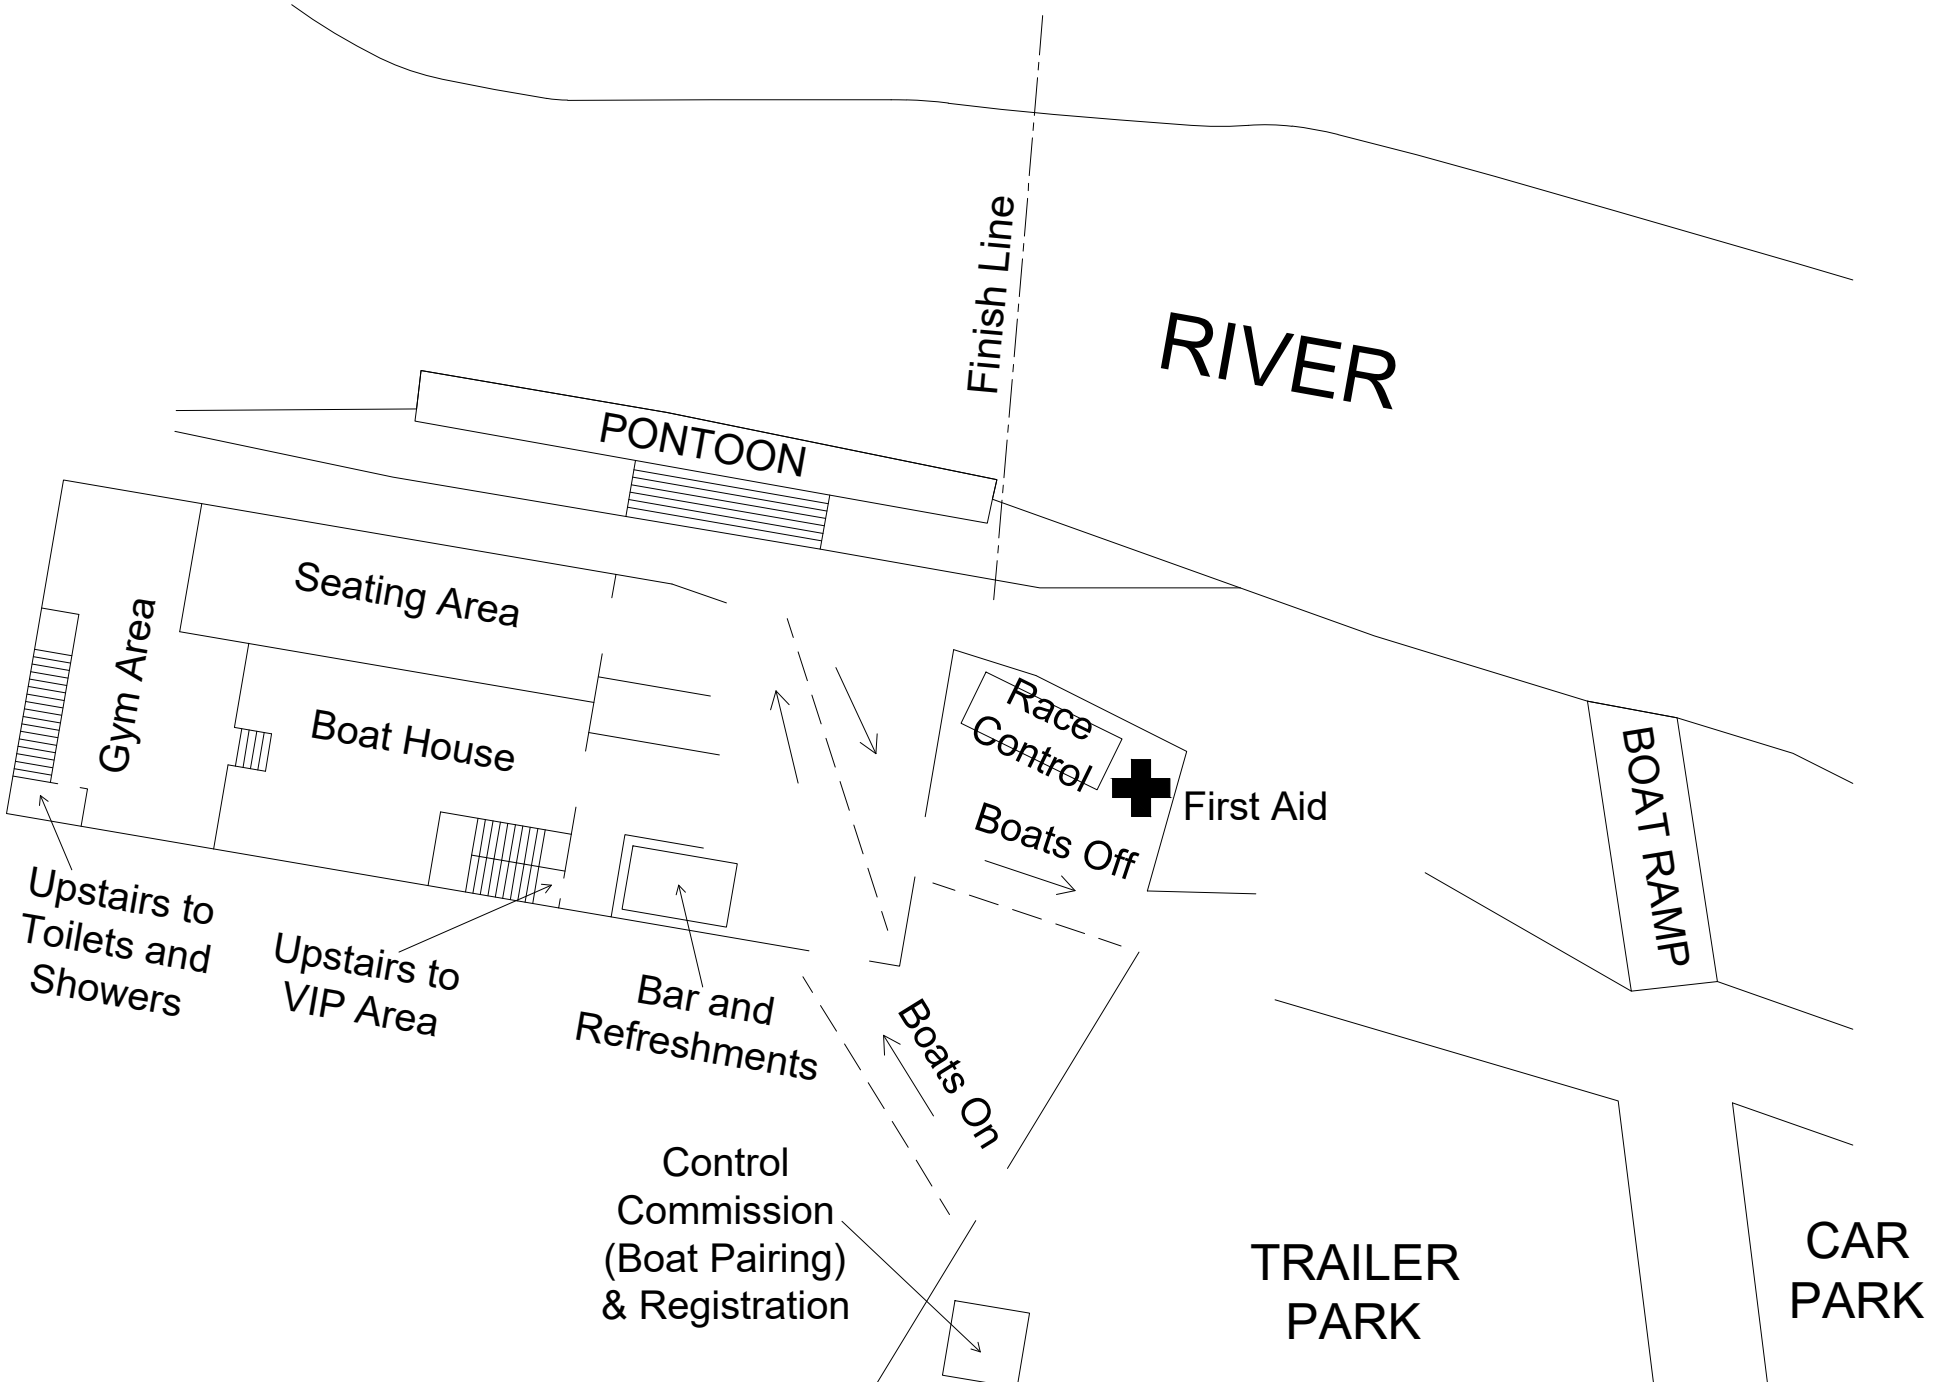 Finish Line
RIVER
PONTOON
Seating Area
Gym Area
Boat House
Race
Control
First Aid
Boats Off
BOAT RAMP
Upstairs to
Toilets and
Showers
Upstairs to
VIP Area
Bar and
Refreshments
Boats On
Control
Commission
(Boat Pairing)
& Registration
TRAILER
PARK
CAR
PARK